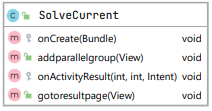 C SolveCurrent
m onCreate(Bundle) void
m addparallelgroup(View) void
m onActivityResult(int, int, Intent) void
m gotoresultpage(View) void